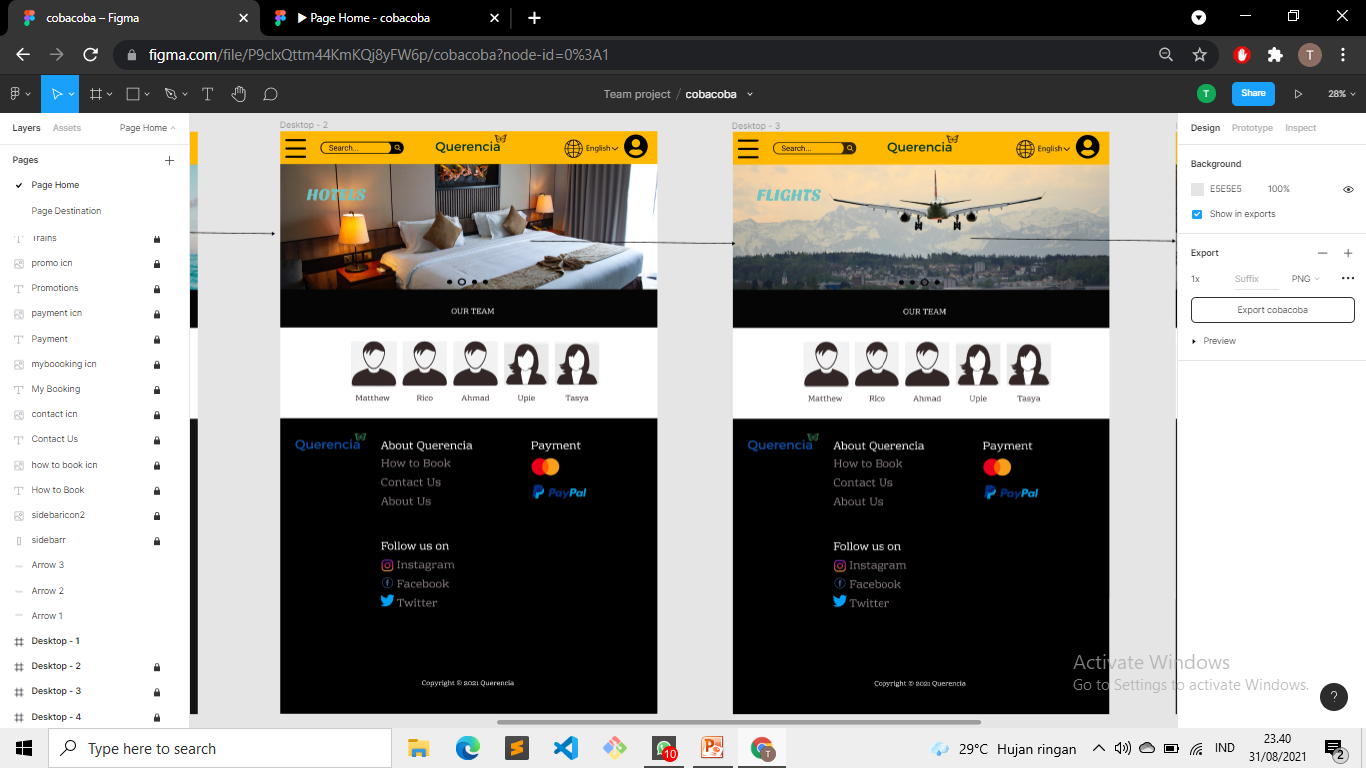 cobacoba – Figma
▶ Page Home - cobacoba
figma.com/file/P9clxQttm44KmKQj8yFW6p/cobacoba?node-id=0%3A1
T
Team project / cobacoba
T
Share
28%
Layers
Assets
Page Home
Pages
Page Home
Page Destination
Trains
promo icn
Promotions
payment icn
Payment
myboooking icn
My Booking
contact icn
Contact Us
how to book icn
How to Book
sidebaricon2
sidebarr
Arrow 3
Arrow 2
Arrow 1
Desktop - 1
Desktop - 2
Desktop - 3
Desktop - 4
Desktop - 2
Search...
Querencia
English
HOTELS
OUR TEAM
Matthew
Rico
Ahmad
Upie
Tasya
Querencia
About Querencia
How to Book
Contact Us
About Us
Payment
PayPal
Follow us on
Instagram
Facebook
Twitter
Copyright © 2021 Querencia
Desktop - 3
Search...
Querencia
English
FLIGHTS
OUR TEAM
Matthew
Rico
Ahmad
Upie
Tasya
Querencia
About Querencia
How to Book
Contact Us
About Us
Payment
PayPal
Follow us on
Instagram
Facebook
Twitter
Copyright © 2021 Querencia
Design
Prototype
Inspect
Background
E5E5E5
100%
Show in exports
Export
1x
Suffix
PNG
Export cobacoba
Preview
Activate Windows
Go to Settings to activate Windows.
?
Type here to search
10
T
29°C Hujan ringan
IND
23.40
31/08/2021
2